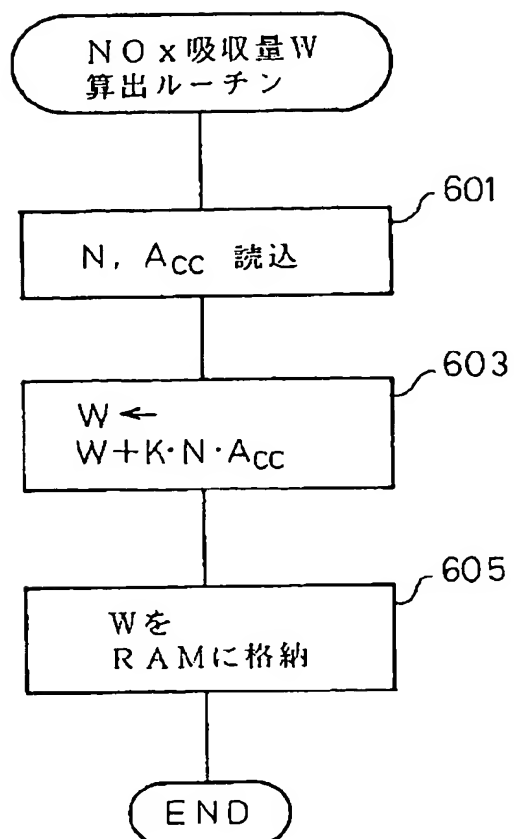 NOx吸収量W
算出ルーチン
601
N, Acc 読込
603
W←
W+K·N·Acc
605
Wを
RAMに格納
END